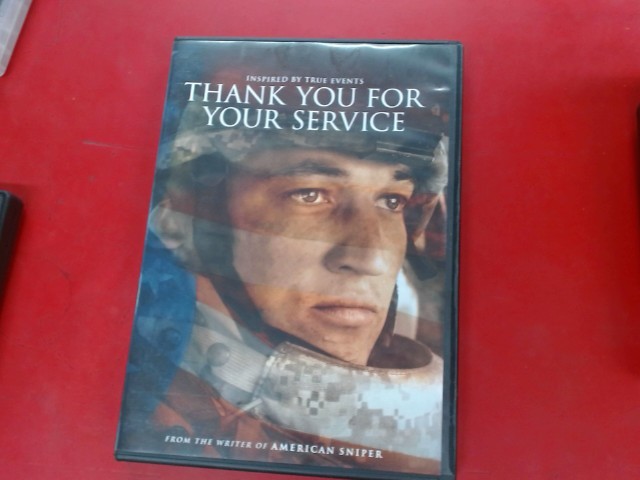 INSPIRED BY TRUE EVENTS
THANK YOU FOR
YOUR SERVICE
FROM THE WRITER OF AMERICAN SNIPER